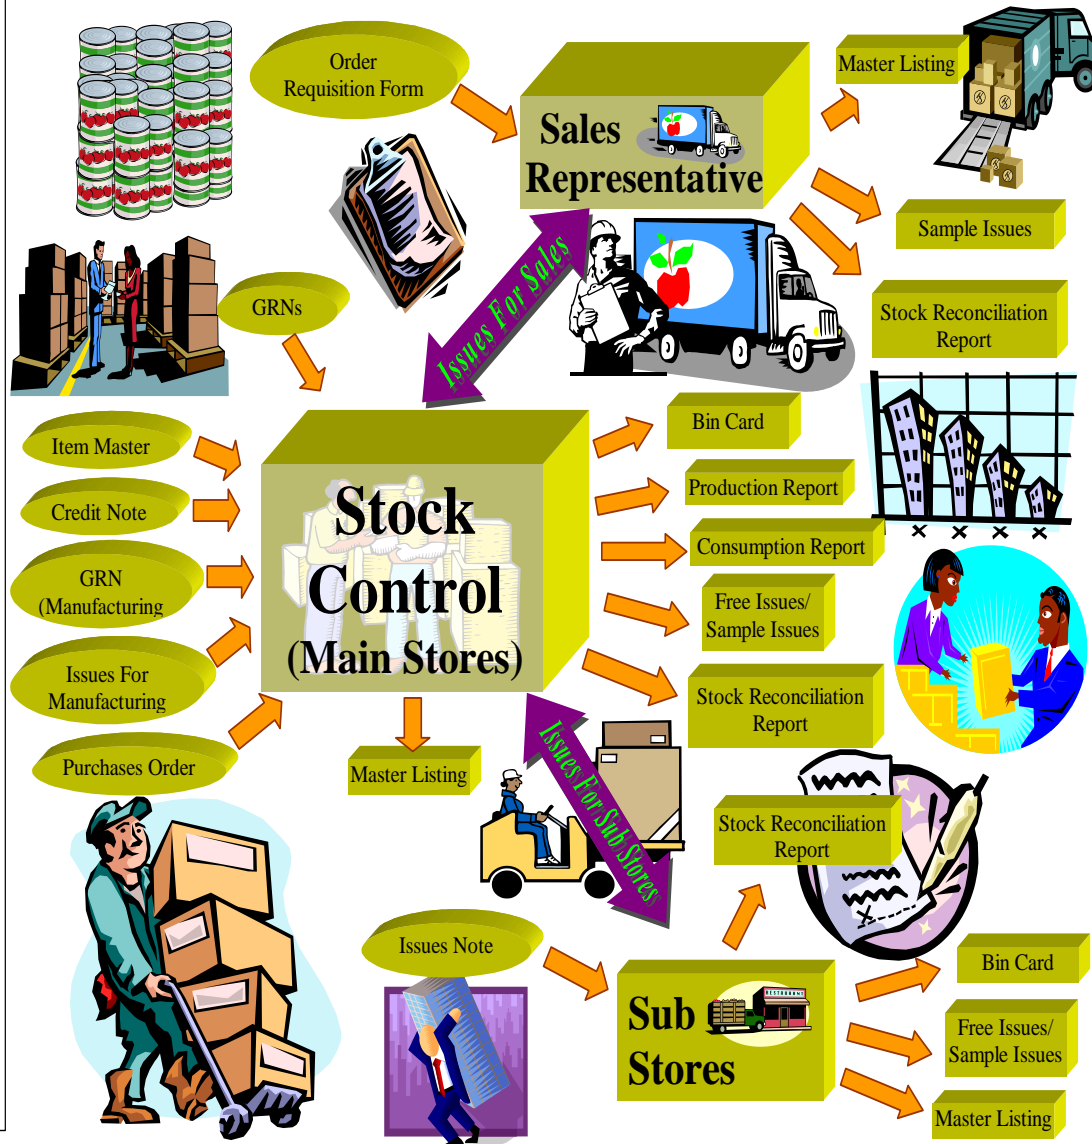 Order
Requisition Form
Sales
Representative
Master Listing
Sample Issues
Stock Reconciliation
Report
Issues For Sales
GRNs
Item Master
Credit Note
GRN
(Manufacturing
Issues For
Manufacturing
Purchases Order
Stock
Control
(Main Stores)
Bin Card
Production Report
Consumption Report
Free Issues/
Sample Issues
Stock Reconciliation
Report
Master Listing
Issues For Sub Stores
Stock Reconciliation
Report
Issues Note
Sub
Stores
RESTAURANT
Bin Card
Free Issues/
Sample Issues
Master Listing